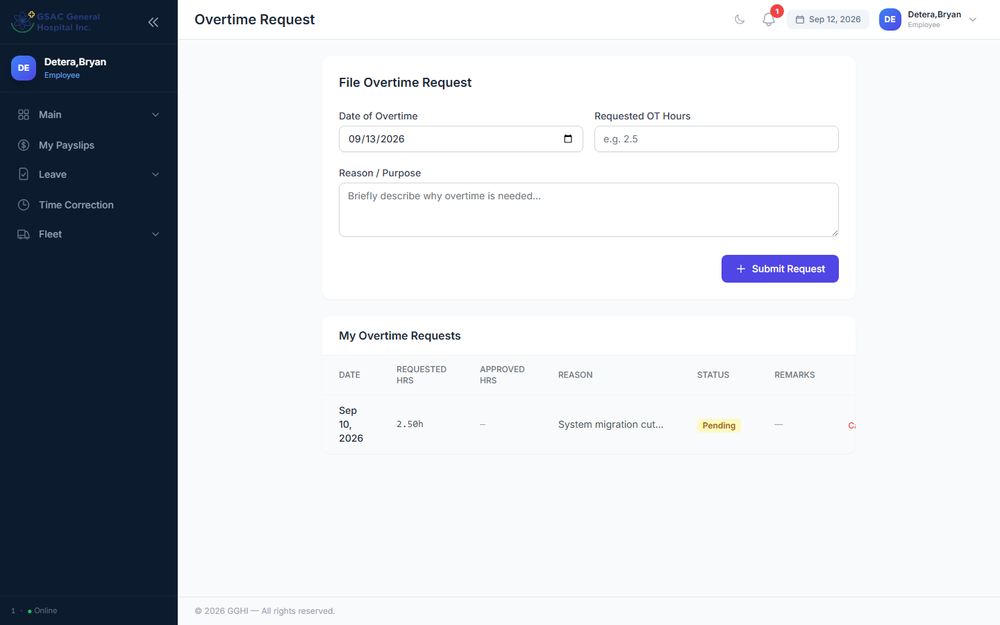 GSAC General
Hospital Inc.
DE
Detera,Bryan
Employee
Main
My Payslips
Leave
Time Correction
Fleet
1 · Online
Overtime Request
1
Sep 12, 2026
DE
Detera,Bryan
Employee
File Overtime Request
Date of Overtime
Requested OT Hours
09/13/2026
e.g. 2.5
Reason / Purpose
Briefly describe why overtime is needed...
+ Submit Request
My Overtime Requests
DATE
REQUESTED
HRS
APPROVED
HRS
REASON
STATUS
REMARKS
Sep
10,
2026
2.50h
–
System migration cut...
Pending
—
© 2026 GGHI — All rights reserved.